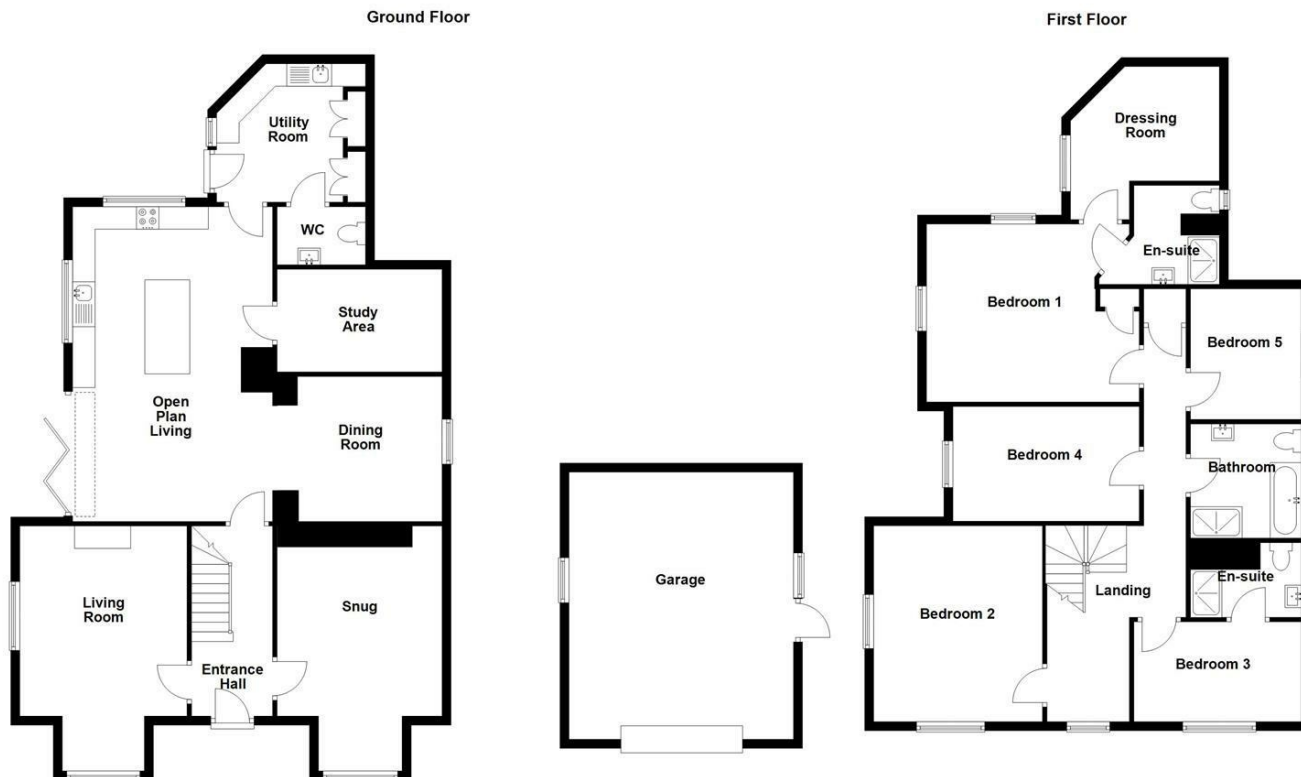 Ground Floor
Utility
Room
WC
Study
Area
Open
Plan
Living
Dining
Room
Living
Room
Snug
Entrance
Hall
Garage
First Floor
Dressing
Room
En-suite
Bedroom 1
Bedroom 5
Bedroom 4
Bathroom
En-suite
Landing
Bedroom 2
Bedroom 3